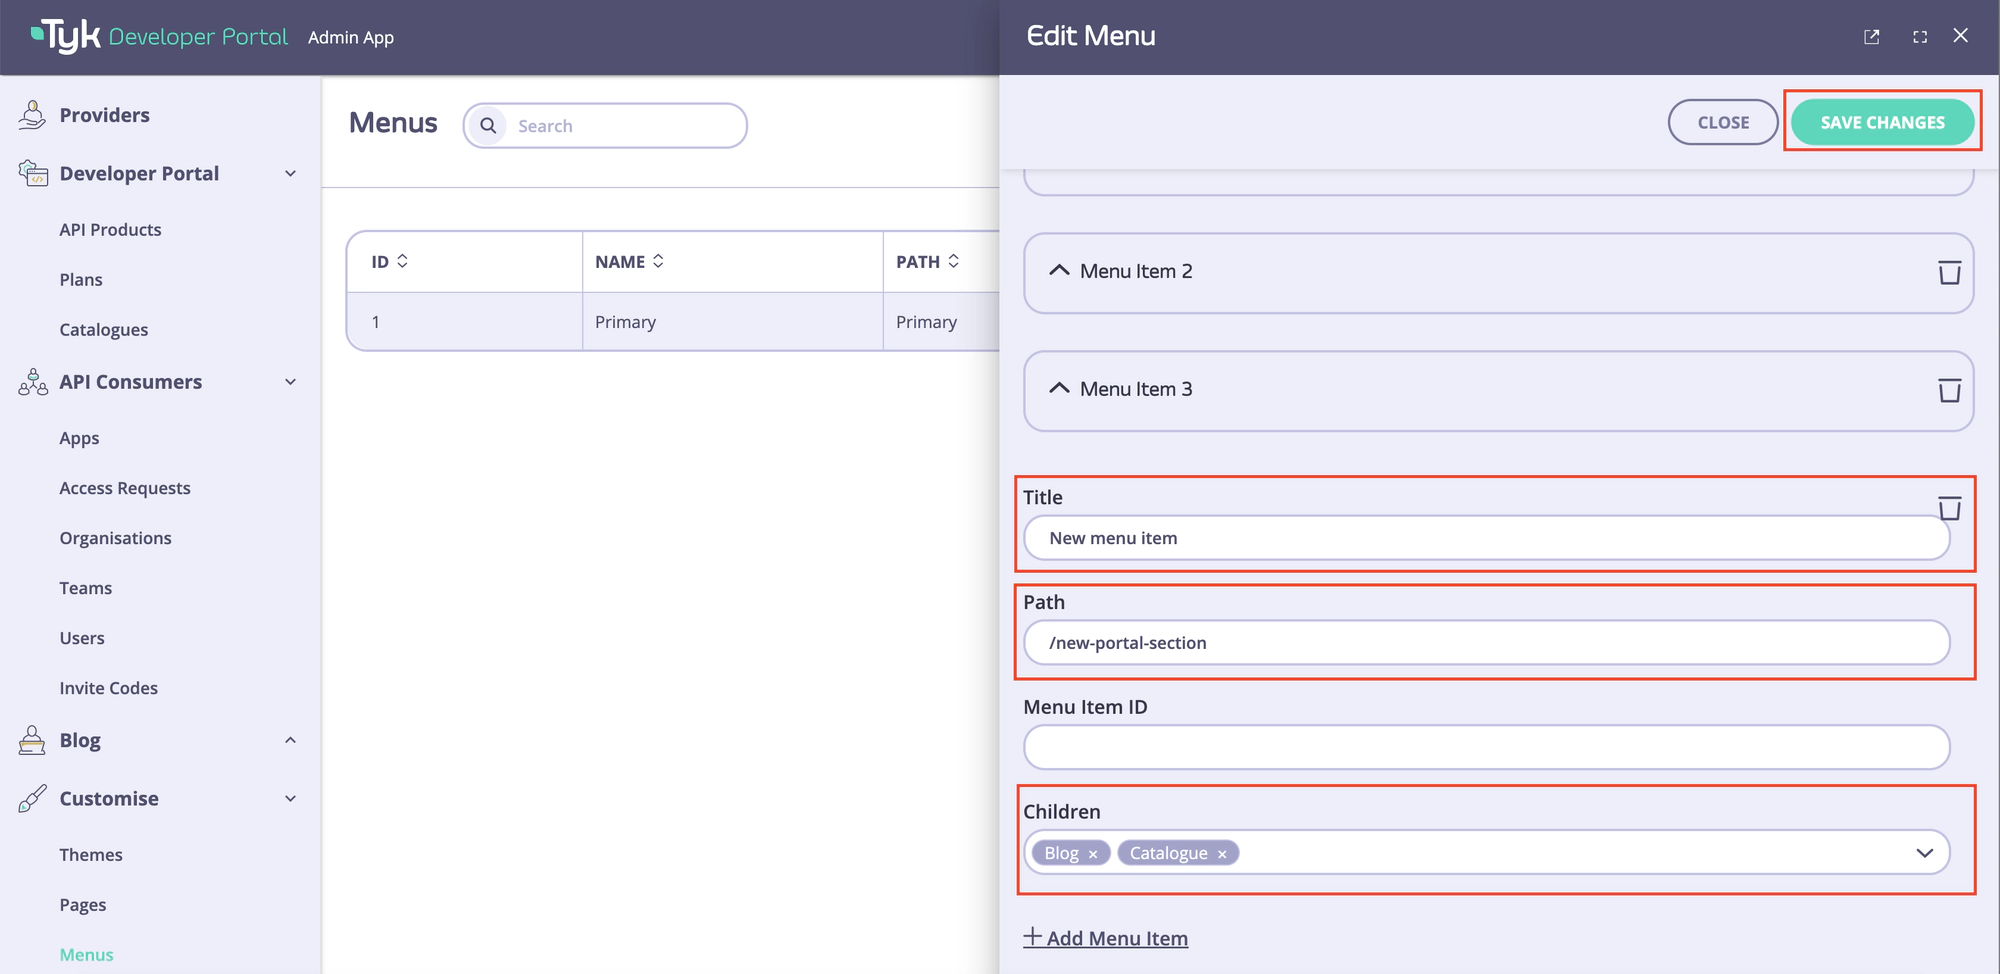 Tyk Developer Portal Admin App
Providers
Developer Portal
API Products
Plans
Catalogues
API Consumers
Apps
Access Requests
Organisations
Teams
Users
Invite Codes
Blog
Customise
Themes
Pages
Menus
Menus
Search
ID NAME PATH
1 Primary Primary
Edit Menu
CLOSE SAVE CHANGES
Menu Item 2
Menu Item 3
Title
New menu item
Path
/new-portal-section
Menu Item ID
Children
Blog × Catalogue ×
+ Add Menu Item